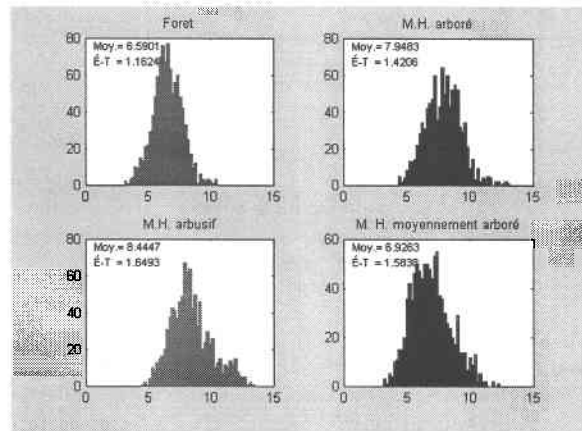 Foret
Moy.= 6.5901
É-T = 1.1624
80
60
40
20
0
0 5 10 15
M.H. arboré
Moy.= 7.9483
É-T = 1.4206
80
60
40
20
0
0 5 10 15
M.H. arbusif
Moy.= 8.4447
É-T = 1.6493
80
60
40
20
0
0 5 10 15
M. H. moyennement arboré
Moy.= 6.9263
É-T = 1.5836
60
40
20
0
0 5 10 15